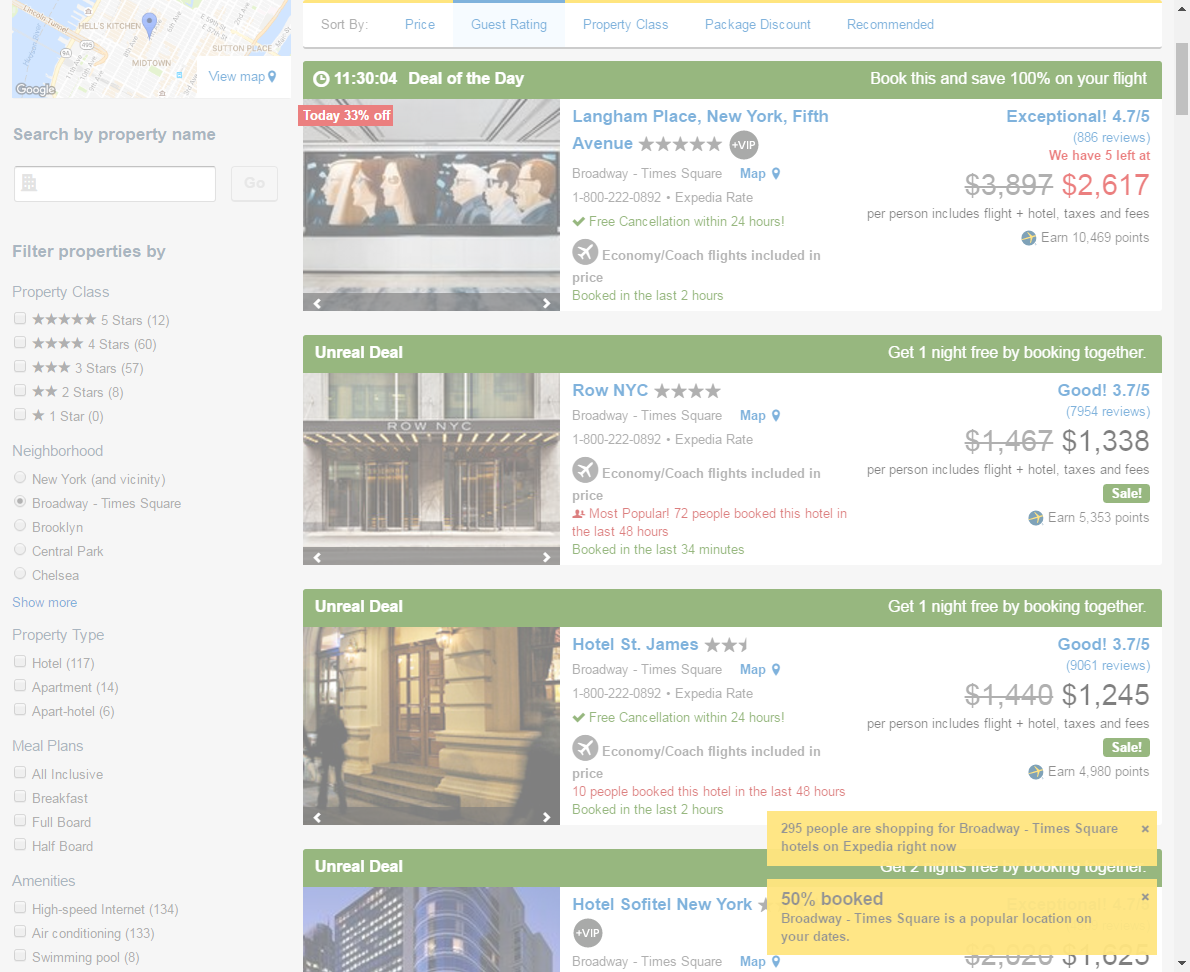 Lincoln Tunnel
HELL'S KITCHEN
495
9A
SUTTON PLACE
MIDTOWN
Google
View map
Search by property name
Go
Filter properties by
Property Class
★★★★★ 5 Stars (12)
★★★★ 4 Stars (60)
★★★ 3 Stars (57)
★★ 2 Stars (8)
★ 1 Star (0)
Neighborhood
New York (and vicinity)
Broadway - Times Square
Brooklyn
Central Park
Chelsea
Show more
Property Type
Hotel (117)
Apartment (14)
Apart-hotel (6)
Meal Plans
All Inclusive
Breakfast
Full Board
Half Board
Amenities
High-speed Internet (134)
Air conditioning (133)
Swimming pool (8)
Sort By: Price Guest Rating Property Class Package Discount Recommended
11:30:04 Deal of the Day Book this and save 100% on your flight
Today 33% off
Langham Place, New York, Fifth
Avenue ★★★★★ +VIP
Broadway - Times Square Map
1-800-222-0892 • Expedia Rate
Free Cancellation within 24 hours!
Economy/Coach flights included in
price
Booked in the last 2 hours
Exceptional! 4.7/5
(886 reviews)
We have 5 left at
$3,897 $2,617
per person includes flight + hotel, taxes and fees
Earn 10,469 points
Unreal Deal Get 1 night free by booking together.
ROW NYC
Row NYC ★★★★
Broadway - Times Square Map
1-800-222-0892 • Expedia Rate
Economy/Coach flights included in
price
Most Popular! 72 people booked this hotel in
the last 48 hours
Booked in the last 34 minutes
Good! 3.7/5
(7954 reviews)
$1,467 $1,338
per person includes flight + hotel, taxes and fees
Sale!
Earn 5,353 points
Unreal Deal Get 1 night free by booking together.
Hotel St. James
Broadway - Times Square Map
1-800-222-0892 • Expedia Rate
Free Cancellation within 24 hours!
Economy/Coach flights included in
price
10 people booked this hotel in the last 48 hours
Booked in the last 2 hours
Good! 3.7/5
(9061 reviews)
$1,440 $1,245
per person includes flight + hotel, taxes and fees
Sale!
Earn 4,980 points
295 people are shopping for Broadway - Times Square
hotels on Expedia right now
Unreal Deal Get 2 nights free by booking together.
Hotel Sofitel New York
+VIP
Broadway - Times Square Map
Exceptional! 4.7/5
50% booked
Broadway - Times Square is a popular location on
your dates.
$2,020 $1,625